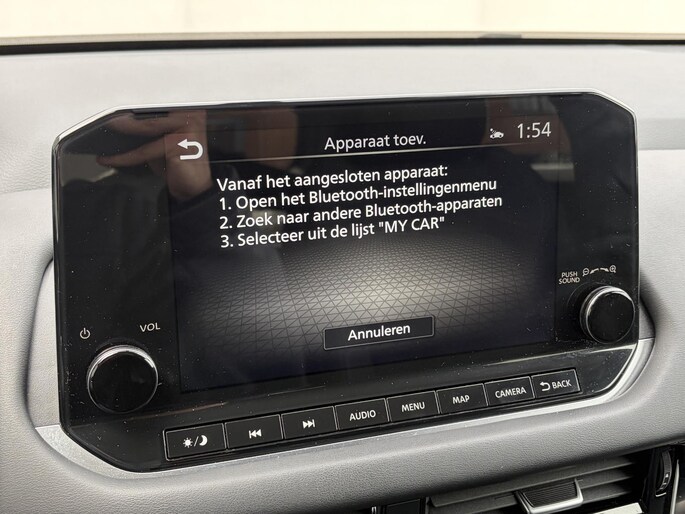 Apparaat toev.
1:54
Vanaf het aangesloten apparaat:
1. Open het Bluetooth-instellingenmenu
2. Zoek naar andere Bluetooth-apparaten
3. Selecteer uit de lijst "MY CAR"
Annuleren
PUSH
SOUND
VOL
AUDIO
MENU
MAP
CAMERA
BACK